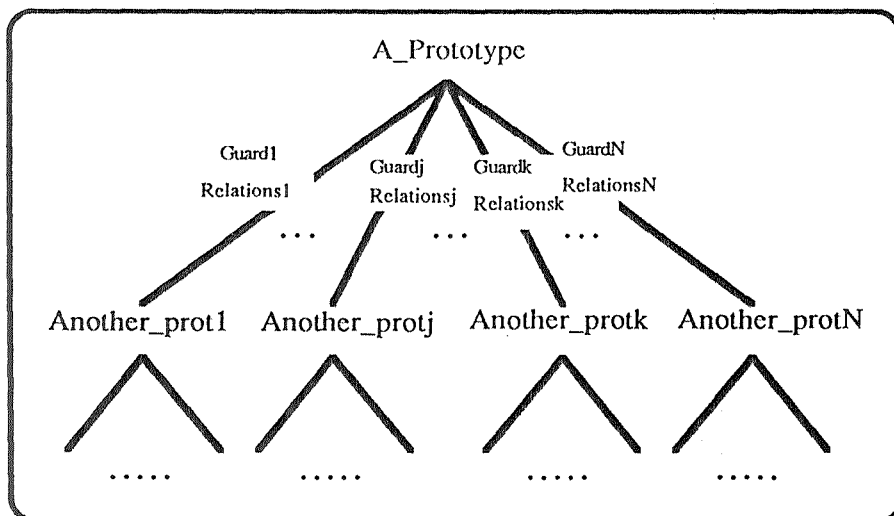 A_Prototype
Guard1 Guardj Guardk GuardN
Relations1 Relationsj Relationsk RelationsN
... ... ...
Another_prot1 Another_protj Another_protk Another_protN
..... ..... ..... .....